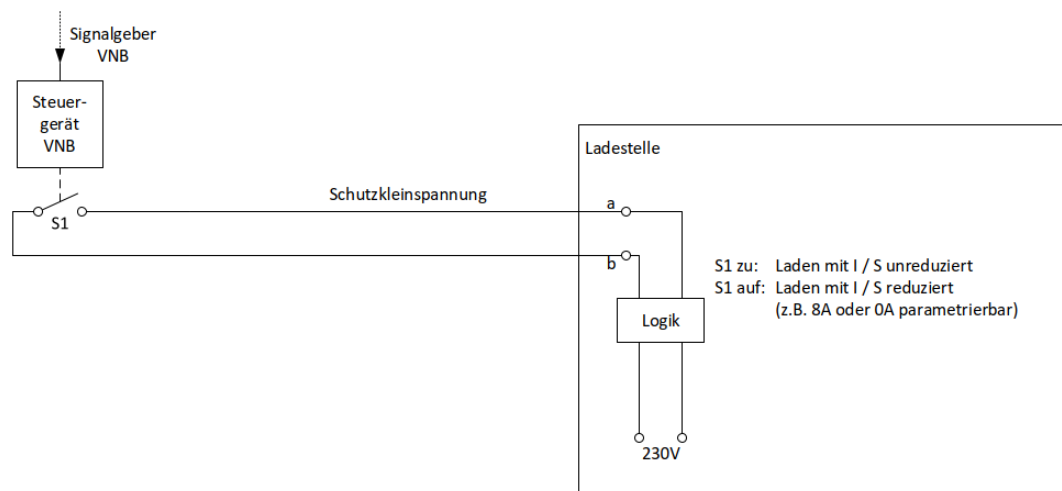 Signalgeber
VNB
Steuer-
gerät
VNB
S1
Schutzkleinspannung
Ladestelle
a
b
Logik
230V
S1 zu: Laden mit I / S unreduziert
S1 auf: Laden mit I / S reduziert
(z.B. 8A oder 0A parametrierbar)